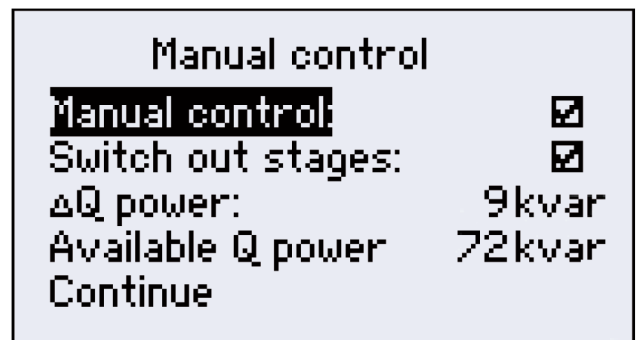 Manual control
Manual control: ☑
Switch out stages: ☑
ΔQ power: 9kvar
Available Q power 72kvar
Continue